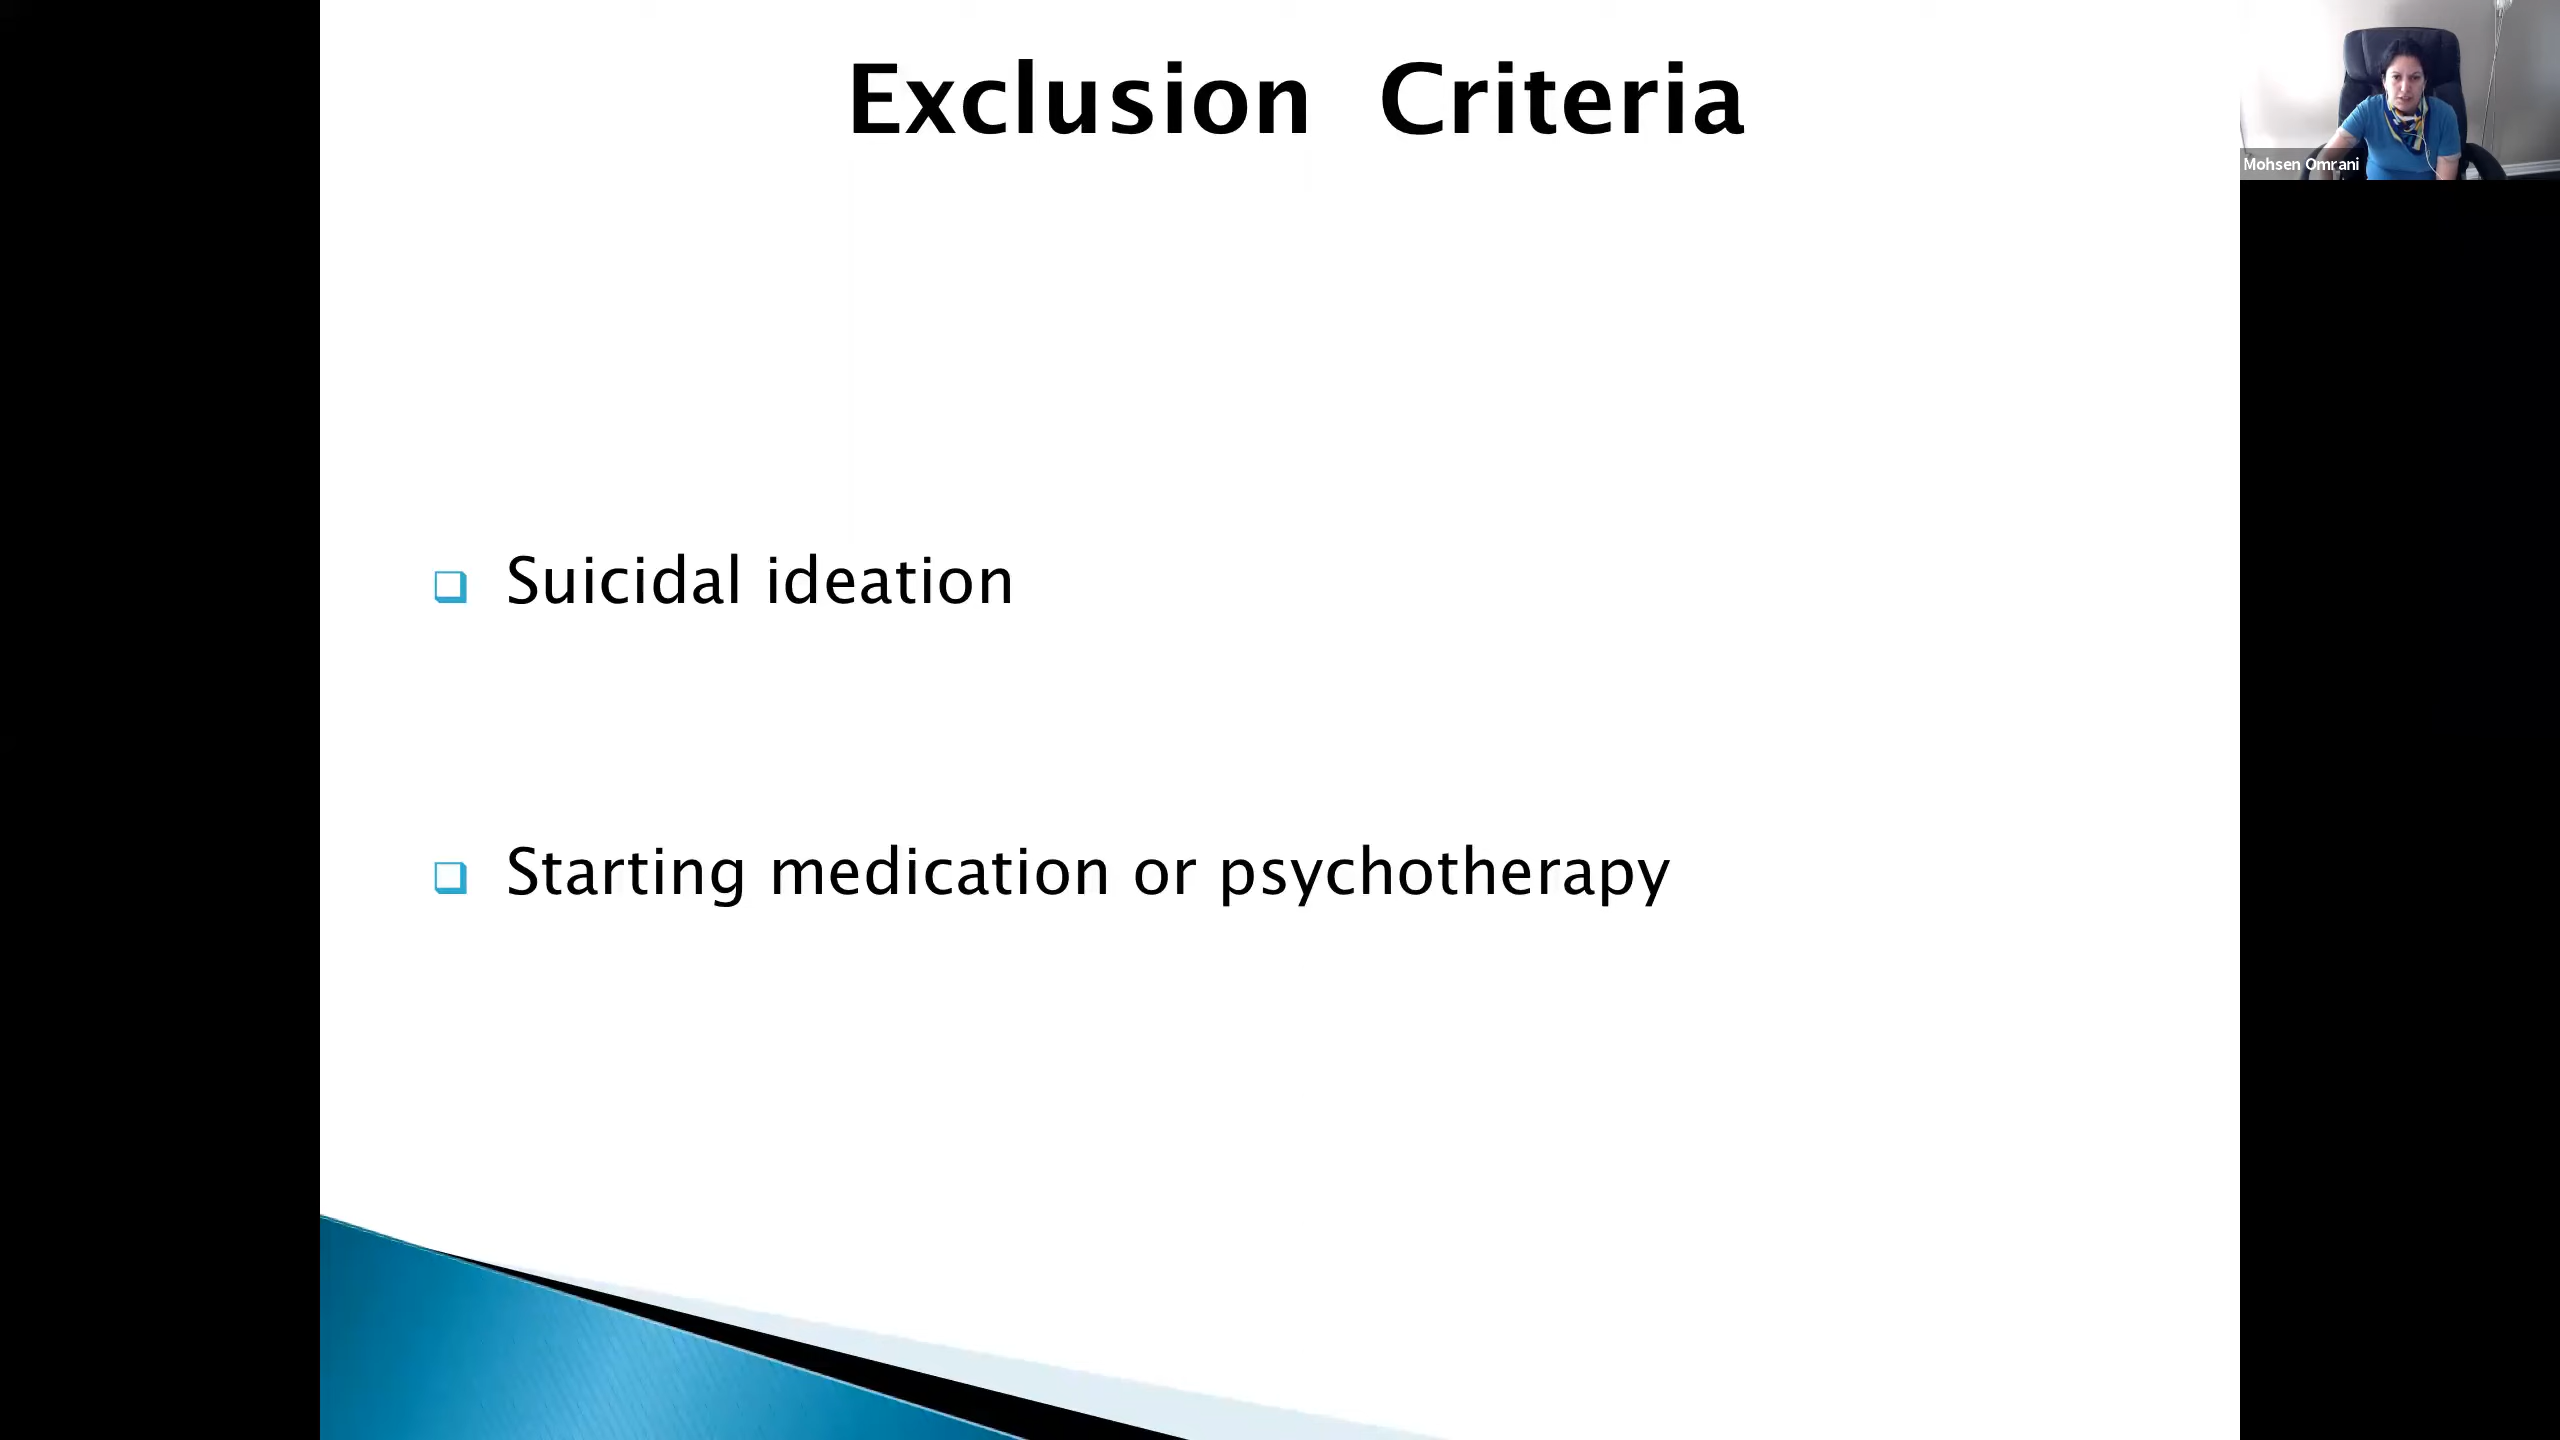 Exclusion Criteria
Mohsen Omrani
Suicidal ideation
Starting medication or psychotherapy